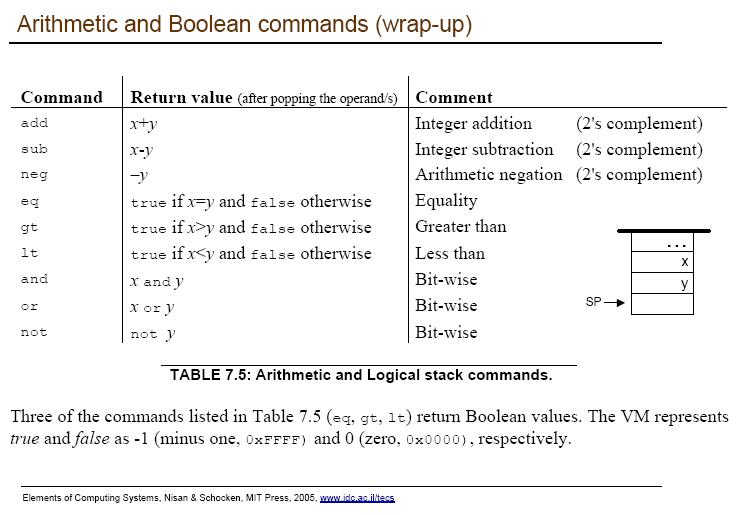 Arithmetic and Boolean commands (wrap-up)
Command Return value (after popping the operand/s) Comment
add x+y Integer addition (2's complement)
sub x-y Integer subtraction (2's complement)
neg –y Arithmetic negation (2's complement)
eq true if x=y and false otherwise Equality
gt true if x>y and false otherwise Greater than
lt true if x<y and false otherwise Less than
and x and y Bit-wise
or x or y Bit-wise
not not y Bit-wise
...
x
y
SP
TABLE 7.5: Arithmetic and Logical stack commands.
Three of the commands listed in Table 7.5 (eq, gt, lt) return Boolean values. The VM represents
true and false as -1 (minus one, 0xFFFF) and 0 (zero, 0x0000), respectively.
Elements of Computing Systems, Nisan & Schocken, MIT Press, 2005, www.idc.ac.il/tecs